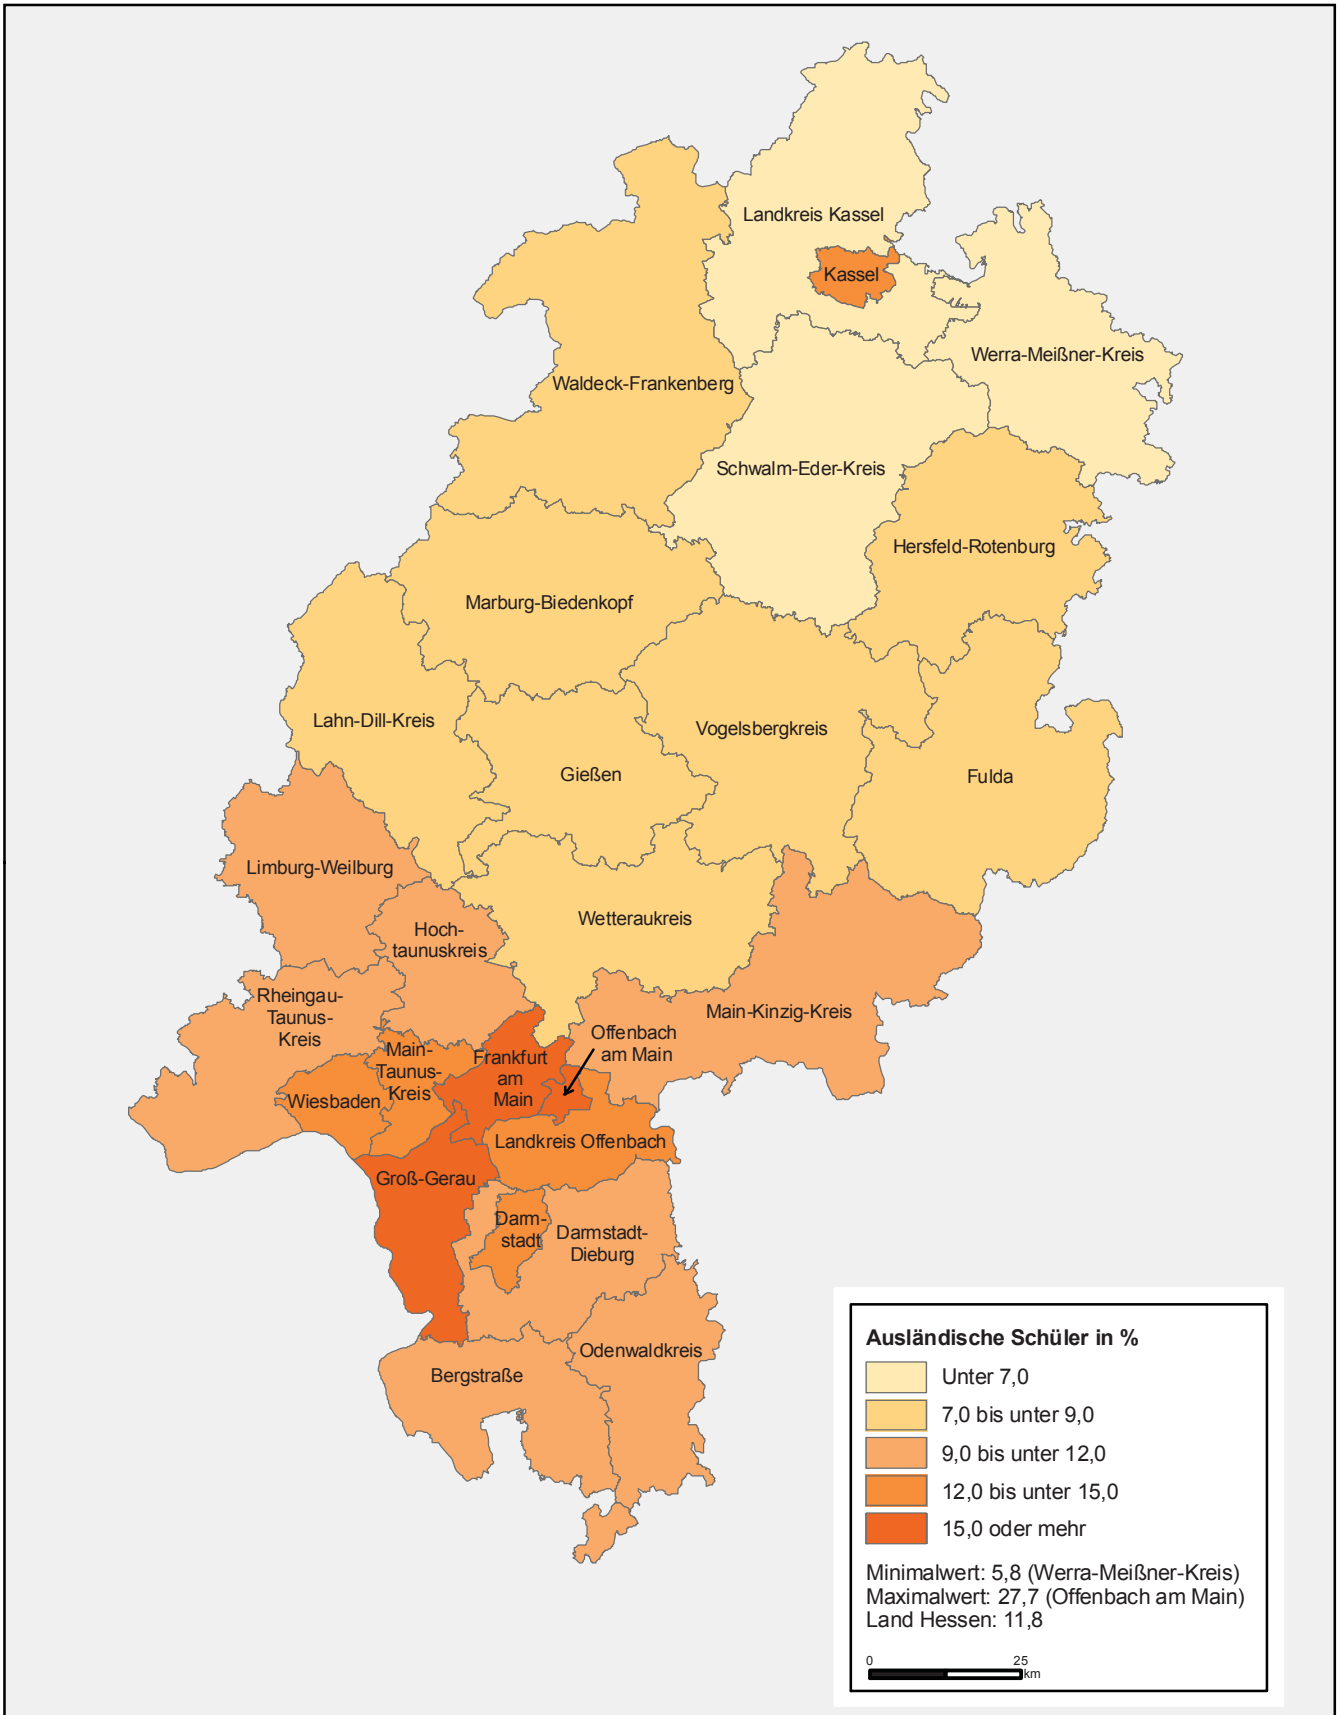 Landkreis Kassel
Kassel
Werra-Meißner-Kreis
Waldeck-Frankenberg
Schwalm-Eder-Kreis
Hersfeld-Rotenburg
Marburg-Biedenkopf
Lahn-Dill-Kreis
Vogelsbergkreis
Gießen
Fulda
Limburg-Weilburg
Wetteraukreis
Hoch-
taunuskreis
Rheingau-
Taunus-
Kreis
Main-Kinzig-Kreis
Offenbach
am Main
Main-
Taunus-
Kreis
Frankfurt
am
Main
Wiesbaden
Landkreis Offenbach
Groß-Gerau
Darm-
stadt
Darmstadt-
Dieburg
Odenwaldkreis
Bergstraße
Ausländische Schüler in %
Unter 7,0
7,0 bis unter 9,0
9,0 bis unter 12,0
12,0 bis unter 15,0
15,0 oder mehr
Minimalwert: 5,8 (Werra-Meißner-Kreis)
Maximalwert: 27,7 (Offenbach am Main)
Land Hessen: 11,8
0 25
km